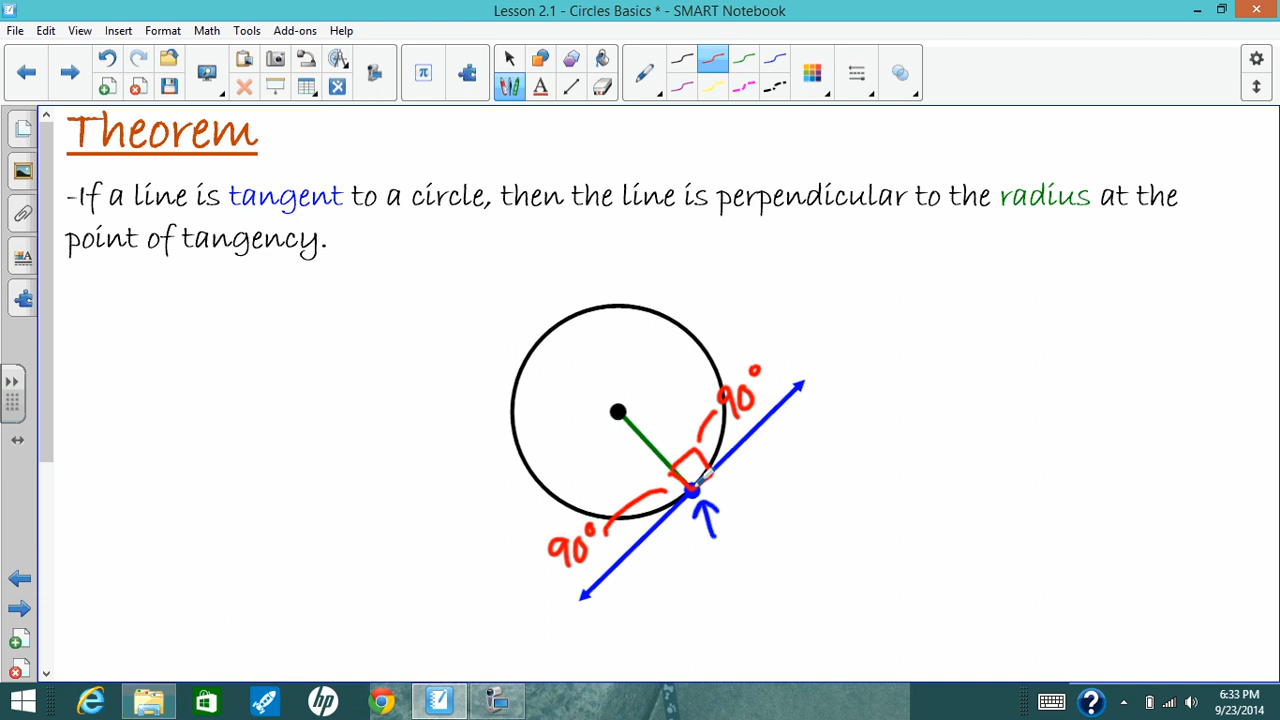 Lesson 2.1 - Circles Basics * - SMART Notebook
File Edit View Insert Format Math Tools Add-ons Help
Theorem
-If a line is tangent to a circle, then the line is perpendicular to the radius at the
point of tangency.
90°
90°
6:33 PM
9/23/2014